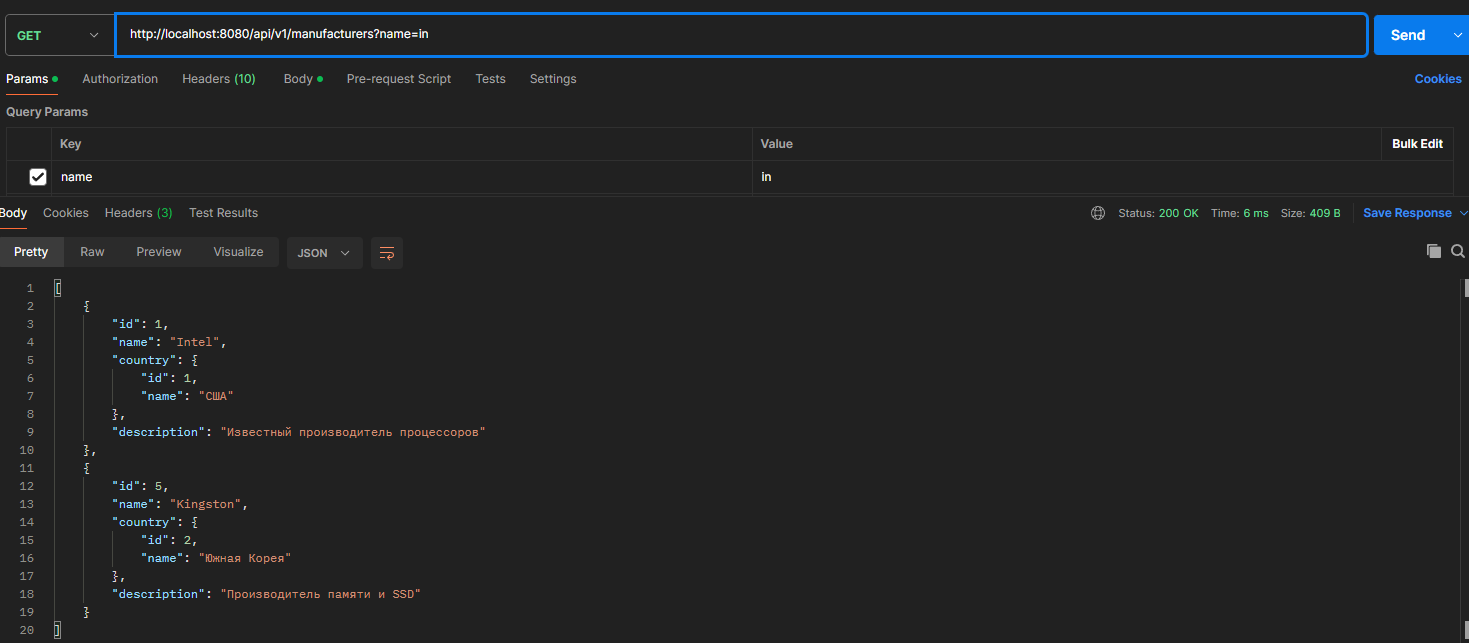 GET http://localhost:8080/api/v1/manufacturers?name=in Send
Params Authorization Headers (10) Body Pre-request Script Tests Settings Cookies
Query Params
Key Value Bulk Edit
name in
Body Cookies Headers (3) Test Results Status: 200 OK Time: 6 ms Size: 409 B Save Response
Pretty Raw Preview Visualize JSON
1 [
2 {
3 "id": 1,
4 "name": "Intel",
5 "country": {
6 "id": 1,
7 "name": "США"
8 },
9 "description": "Известный производитель процессоров"
10 },
11 {
12 "id": 5,
13 "name": "Kingston",
14 "country": {
15 "id": 2,
16 "name": "Южная Корея"
17 },
18 "description": "Производитель памяти и SSD"
19 }
20 ]